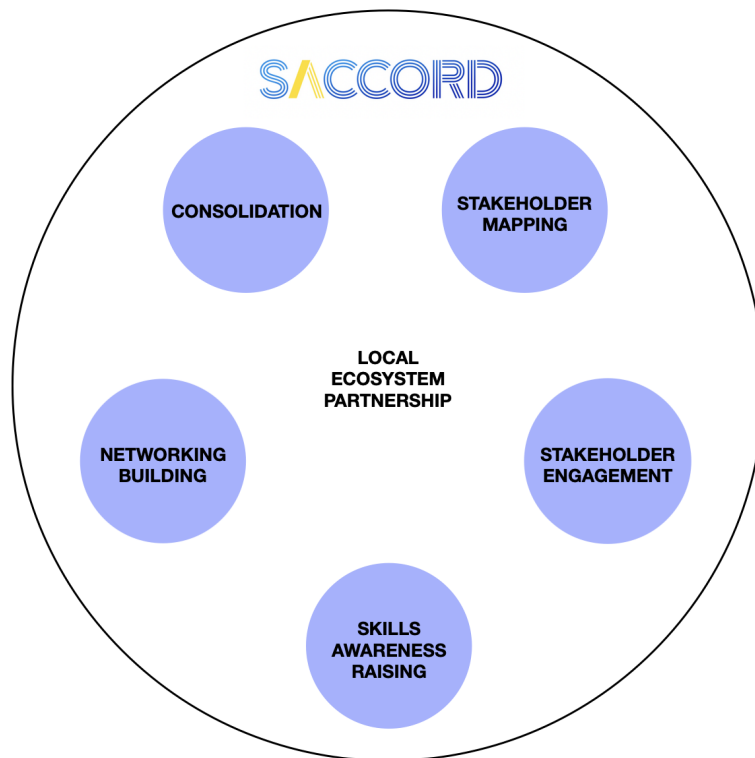 SACCORD
CONSOLIDATION
STAKEHOLDER
MAPPING
LOCAL
ECOSYSTEM
PARTNERSHIP
NETWORKING
BUILDING
STAKEHOLDER
ENGAGEMENT
SKILLS
AWARENESS
RAISING